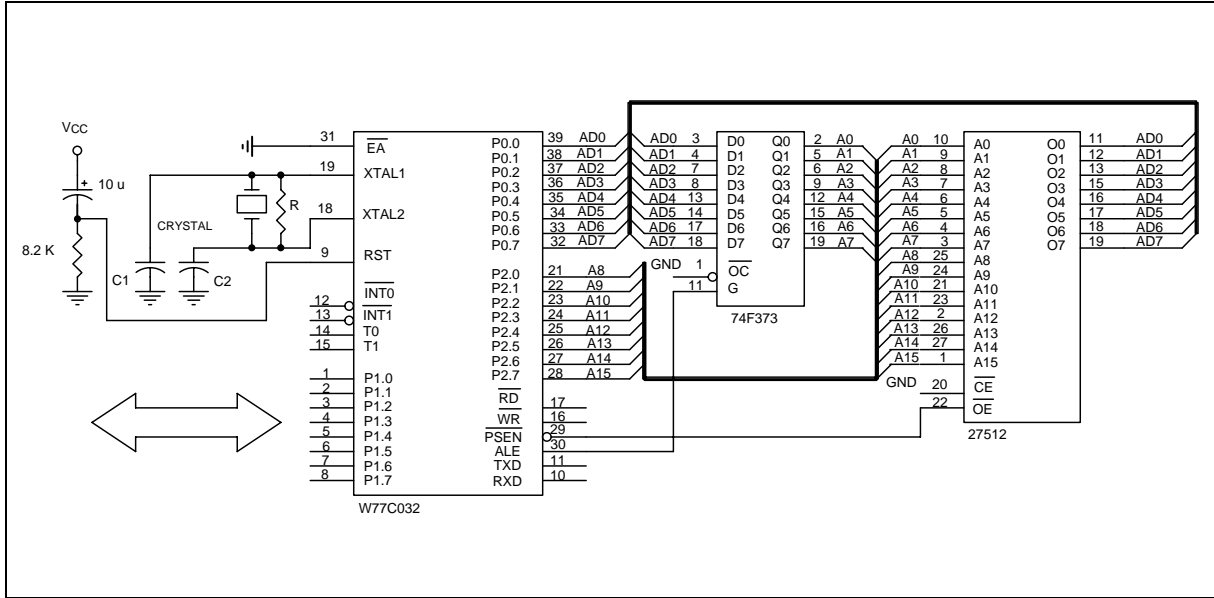 VCC
10 u
8.2 K
C1
C2
CRYSTAL
R
31 EA
19 XTAL1
18 XTAL2
9 RST
12 INT0
13 INT1
14 T0
15 T1
1 P1.0
2 P1.1
3 P1.2
4 P1.3
5 P1.4
6 P1.5
7 P1.6
8 P1.7
P0.0 39 AD0
P0.1 38 AD1
P0.2 37 AD2
P0.3 36 AD3
P0.4 35 AD4
P0.5 34 AD5
P0.6 33 AD6
P0.7 32 AD7
P2.0 21 A8
P2.1 22 A9
P2.2 23 A10
P2.3 24 A11
P2.4 25 A12
P2.5 26 A13
P2.6 27 A14
P2.7 28 A15
RD 17
WR 16
PSEN 29
ALE 30
TXD 11
RXD 10
W77C032
AD0 3 D0 Q0 2 A0
AD1 4 D1 Q1 5 A1
AD2 7 D2 Q2 6 A2
AD3 8 D3 Q3 9 A3
AD4 13 D4 Q4 12 A4
AD5 14 D5 Q5 15 A5
AD6 17 D6 Q6 16 A6
AD7 18 D7 Q7 19 A7
GND 1 OC
11 G
74F373
A0 10 A0
A1 9 A1
A2 8 A2
A3 7 A3
A4 6 A4
A5 5 A5
A6 4 A6
A7 3 A7
A8 25 A8
A9 24 A9
A10 21 A10
A11 23 A11
A12 2 A12
A13 26 A13
A14 27 A14
A15 1 A15
GND 20 CE
22 OE
O0 11 AD0
O1 12 AD1
O2 13 AD2
O3 15 AD3
O4 16 AD4
O5 17 AD5
O6 18 AD6
O7 19 AD7
27512